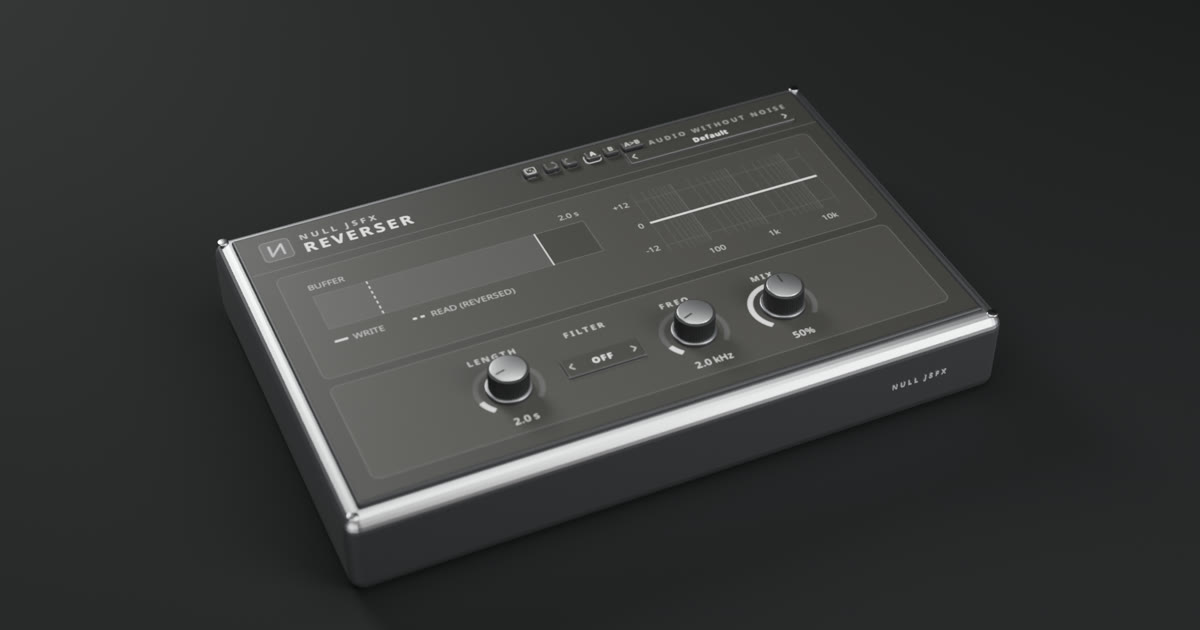 NULL JSFX
REVERSER
A
B
A>B
AUDIO WITHOUT NOISE
< Default >
BUFFER
2.0 s
WRITE
READ (REVERSED)
+12
0
-12
100
1k
10k
LENGTH
2.0 s
FILTER
< OFF >
FREQ
2.0 kHz
MIX
50%
NULL JSFX